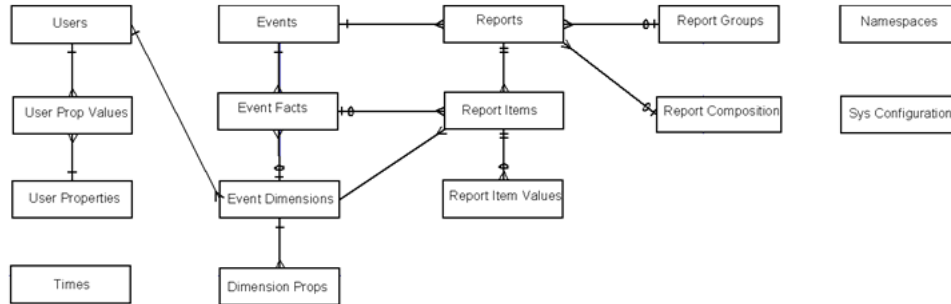 Users
Events
Reports
Report Groups
Namespaces
User Prop Values
Event Facts
Report Items
Report Composition
Sys Configuration
User Properties
Event Dimensions
Report Item Values
Times
Dimension Props